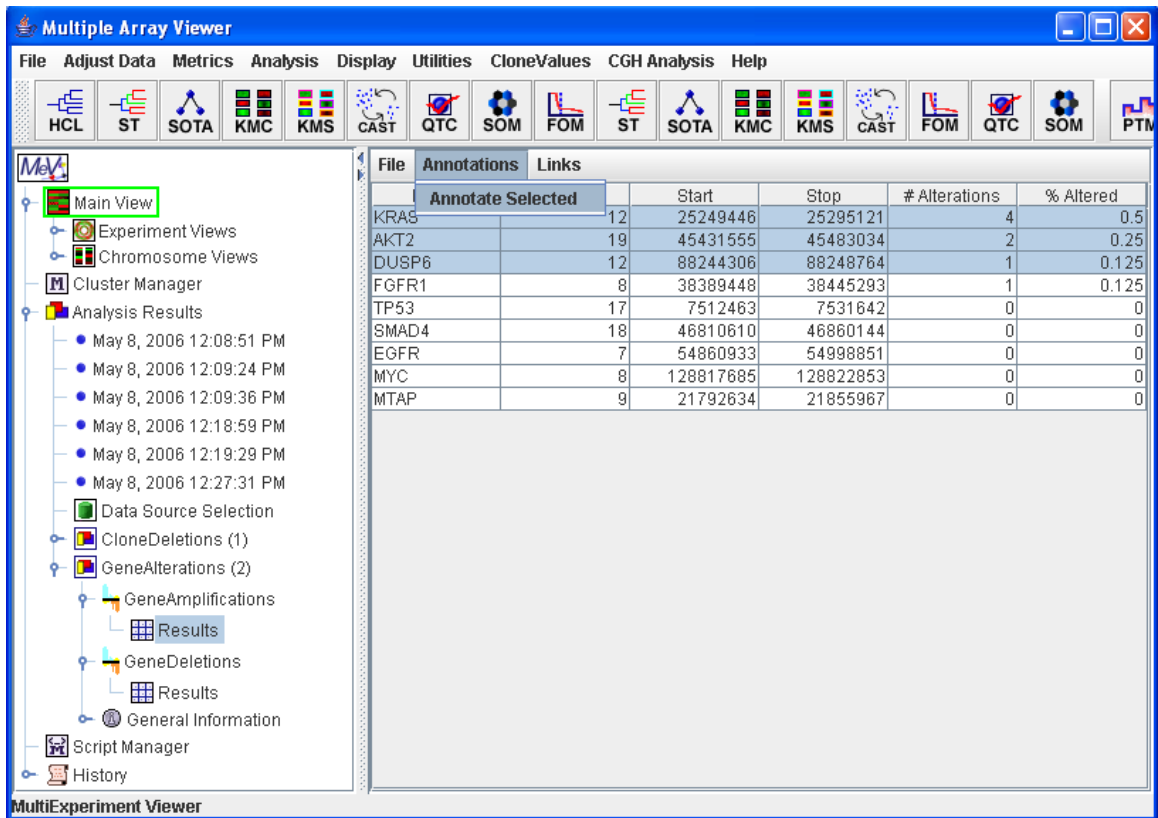 Multiple Array Viewer
File Adjust Data Metrics Analysis Display Utilities CloneValues CGH Analysis Help
HCL ST SOTA KMC KMS CAST QTC SOM FOM ST SOTA KMC KMS CAST FOM QTC SOM PTM
MeV
Main View
Experiment Views
Chromosome Views
Cluster Manager
Analysis Results
May 8, 2006 12:08:51 PM
May 8, 2006 12:09:24 PM
May 8, 2006 12:09:36 PM
May 8, 2006 12:18:59 PM
May 8, 2006 12:19:29 PM
May 8, 2006 12:27:31 PM
Data Source Selection
CloneDeletions (1)
GeneAlterations (2)
GeneAmplifications
Results
GeneDeletions
Results
General Information
Script Manager
History
File Annotations Links
Annotate Selected
Start Stop # Alterations % Altered
KRAS 12 25249446 25295121 4 0.5
AKT2 19 45431555 45483034 2 0.25
DUSP6 12 88244306 88248764 1 0.125
FGFR1 8 38389448 38445293 1 0.125
TP53 17 7512463 7531642 0 0
SMAD4 18 46810610 46860144 0 0
EGFR 7 54860933 54998851 0 0
MYC 8 128817685 128822853 0 0
MTAP 9 21792634 21855967 0 0
MultiExperiment Viewer